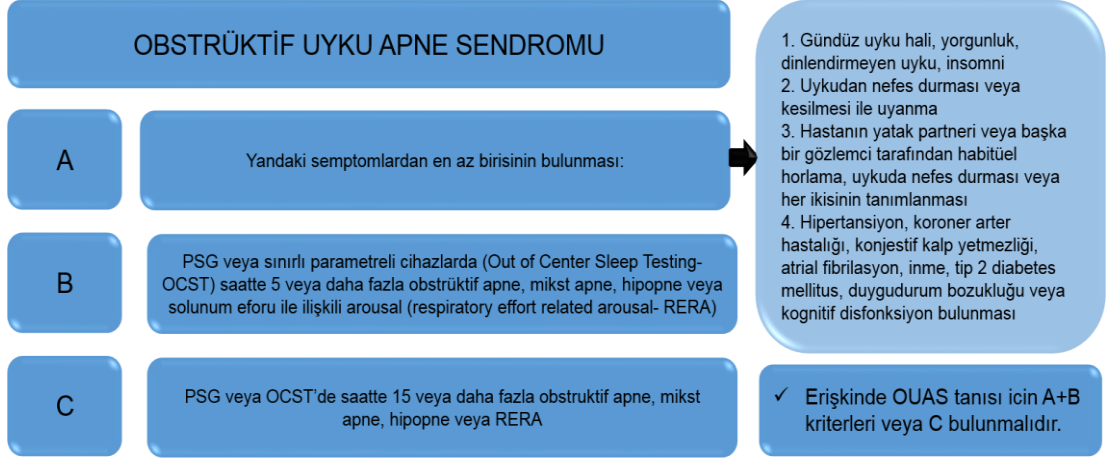 OBSTRÜKTİF UYKU APNE SENDROMU
A
Yandaki semptomlardan en az birisinin bulunması:
1. Gündüz uyku hali, yorgunluk,
dinlendirmeyen uyku, insomni
2. Uykudan nefes durması veya
kesilmesi ile uyanma
3. Hastanın yatak partneri veya başka
bir gözlemci tarafından habitüel
horlama, uykuda nefes durması veya
her ikisinin tanımlanması
4. Hipertansiyon, koroner arter
hastalığı, konjestif kalp yetmezliği,
atrial fibrilasyon, inme, tip 2 diabetes
mellitus, duygudurum bozukluğu veya
kognitif disfonksiyon bulunması
B
PSG veya sınırlı parametreli cihazlarda (Out of Center Sleep Testing-
OCST) saatte 5 veya daha fazla obstrüktif apne, mikst apne, hipopne veya
solunum eforu ile ilişkili arousal (respiratory effort related arousal- RERA)
C
PSG veya OCST'de saatte 15 veya daha fazla obstruktif apne, mikst
apne, hipopne veya RERA
✓ Erişkinde OUAS tanısı icin A+B
kriterleri veya C bulunmalıdır.